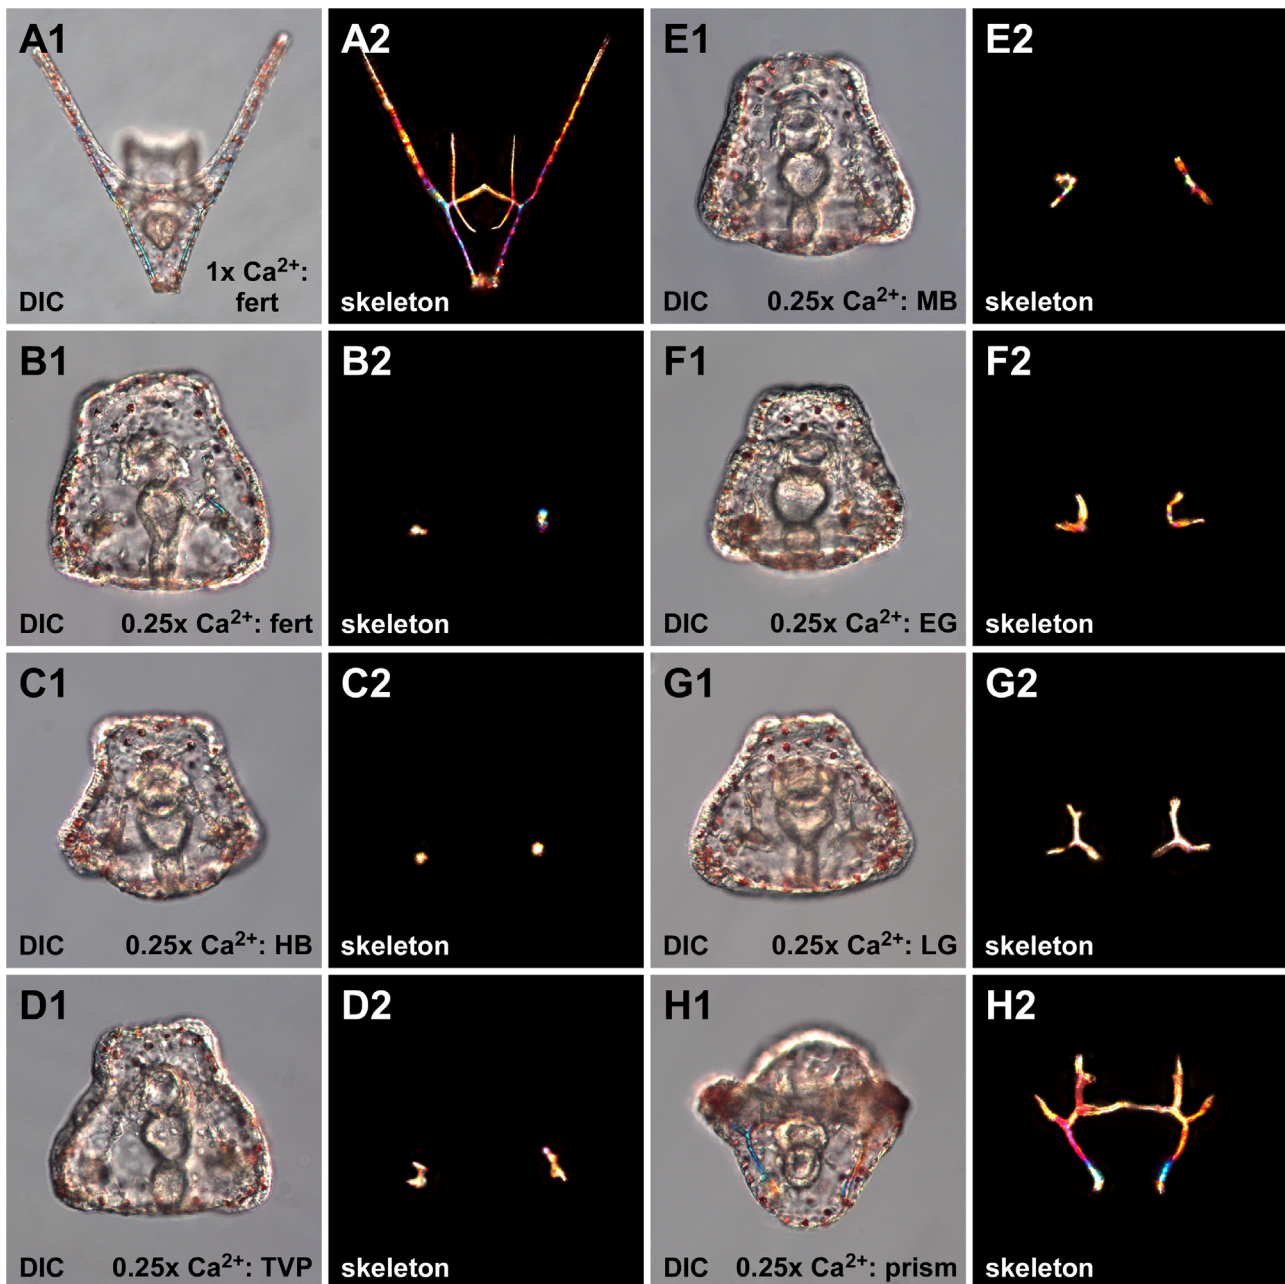 A1
1x Ca²⁺:
fert
DIC
A2
skeleton
E1
DIC
0.25x Ca²⁺: MB
E2
skeleton
B1
DIC
0.25x Ca²⁺: fert
B2
skeleton
F1
DIC
0.25x Ca²⁺: EG
F2
skeleton
C1
DIC
0.25x Ca²⁺: HB
C2
skeleton
G1
DIC
0.25x Ca²⁺: LG
G2
skeleton
D1
DIC
0.25x Ca²⁺: TVP
D2
skeleton
H1
DIC
0.25x Ca²⁺: prism
H2
skeleton